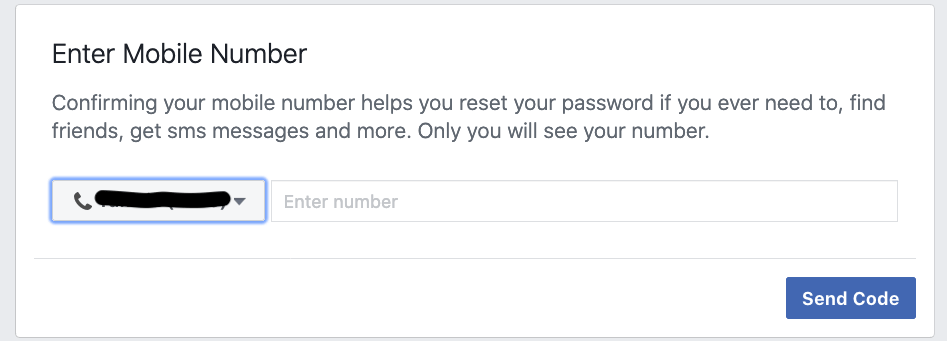 Enter Mobile Number
Confirming your mobile number helps you reset your password if you ever need to, find
friends, get sms messages and more. Only you will see your number.
Enter number
Send Code